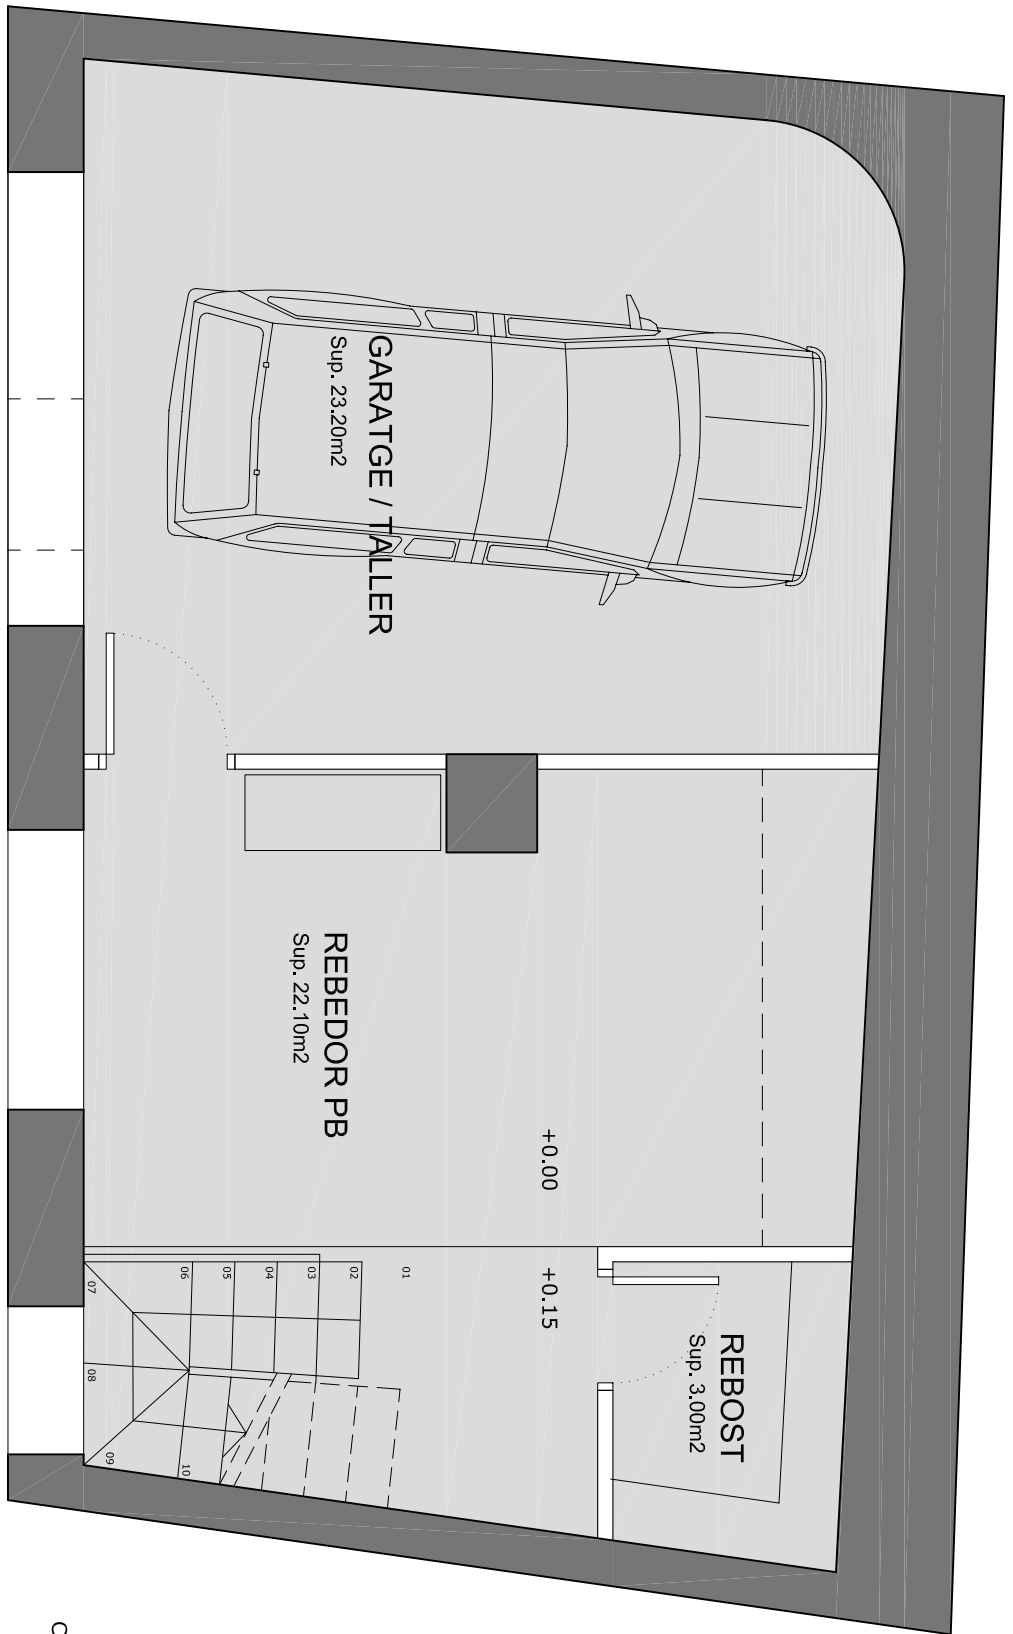 GARATGE / TALLER
Sup. 23.20m2
REBEDOR PB
Sup. 22.10m2
+0.00
+0.15
REBOST
Sup. 3.00m2
01
02
03
04
05
06
07
08
09
10
C